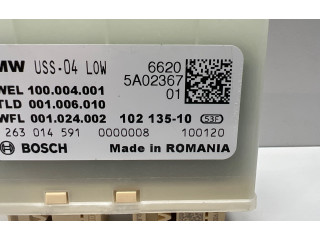 MW USS-04 LOW 6620
5A02367
01
WEL 100.004.001
TLD 001.006.010
WFL 001.024.002 102 135-10 S3F
263 014 591 0000008 100120
BOSCH Made in ROMANIA